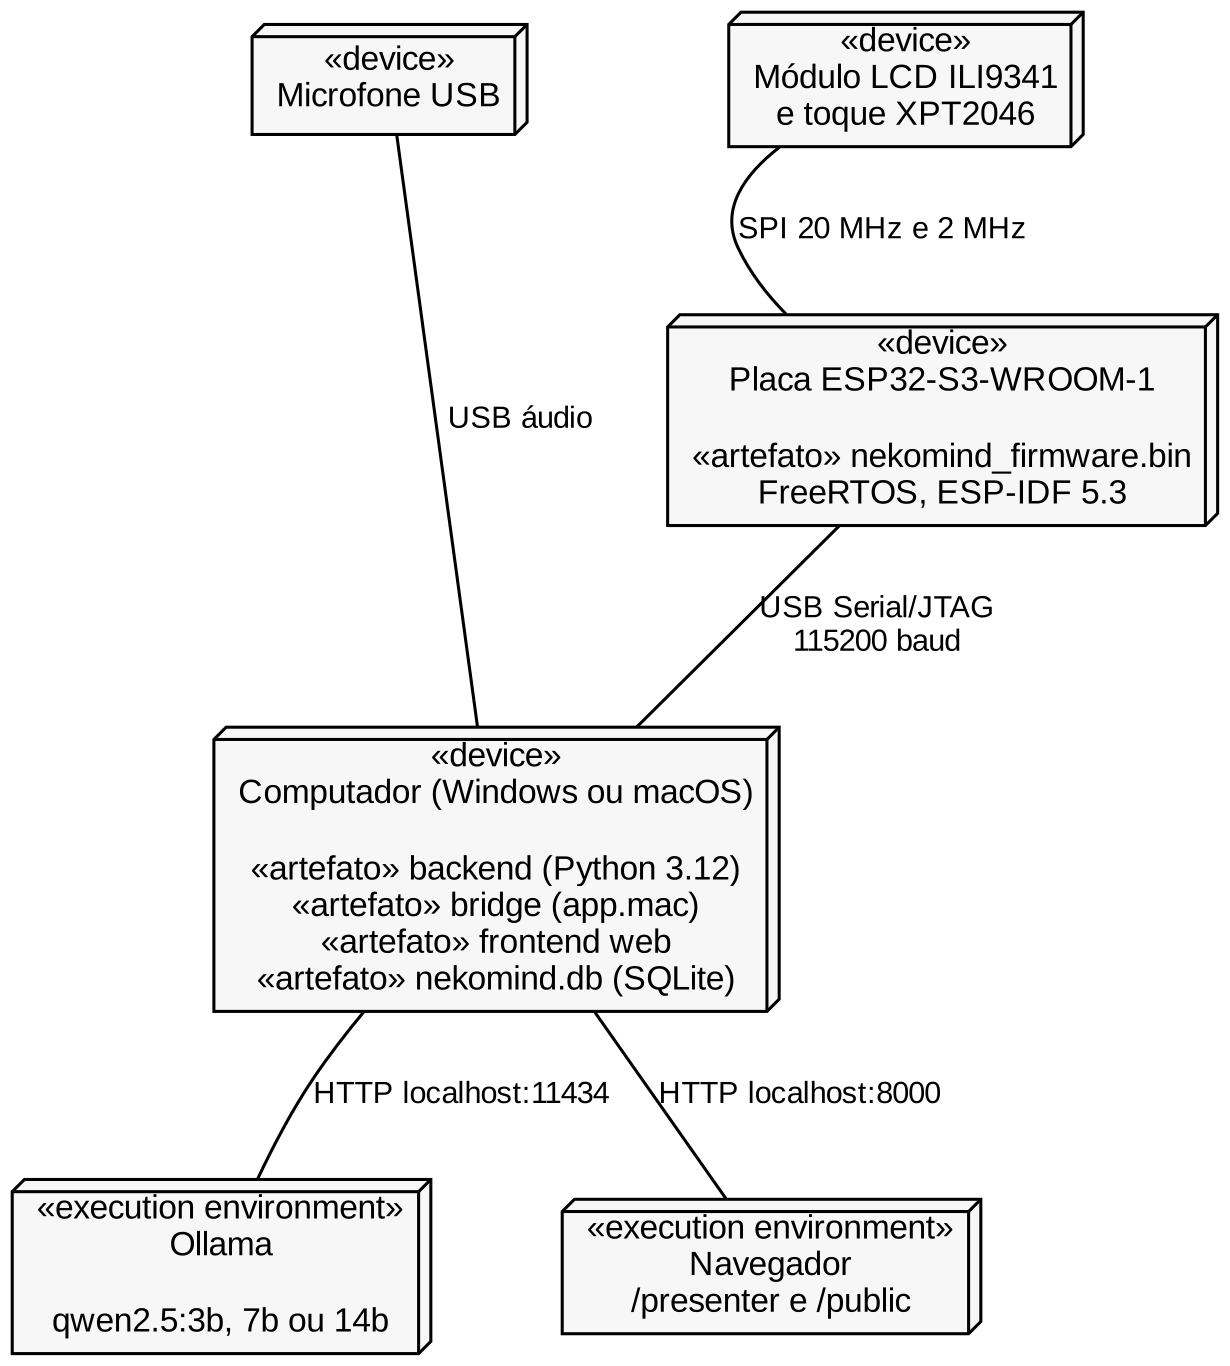 «device»
Microfone USB
«device»
Módulo LCD ILI9341
e toque XPT2046
SPI 20 MHz e 2 MHz
«device»
Placa ESP32-S3-WROOM-1
«artefato» nekomind_firmware.bin
FreeRTOS, ESP-IDF 5.3
USB áudio
USB Serial/JTAG
115200 baud
«device»
Computador (Windows ou macOS)
«artefato» backend (Python 3.12)
«artefato» bridge (app.mac)
«artefato» frontend web
«artefato» nekomind.db (SQLite)
HTTP localhost:11434
HTTP localhost:8000
«execution environment»
Ollama
qwen2.5:3b, 7b ou 14b
«execution environment»
Navegador
/presenter e /public